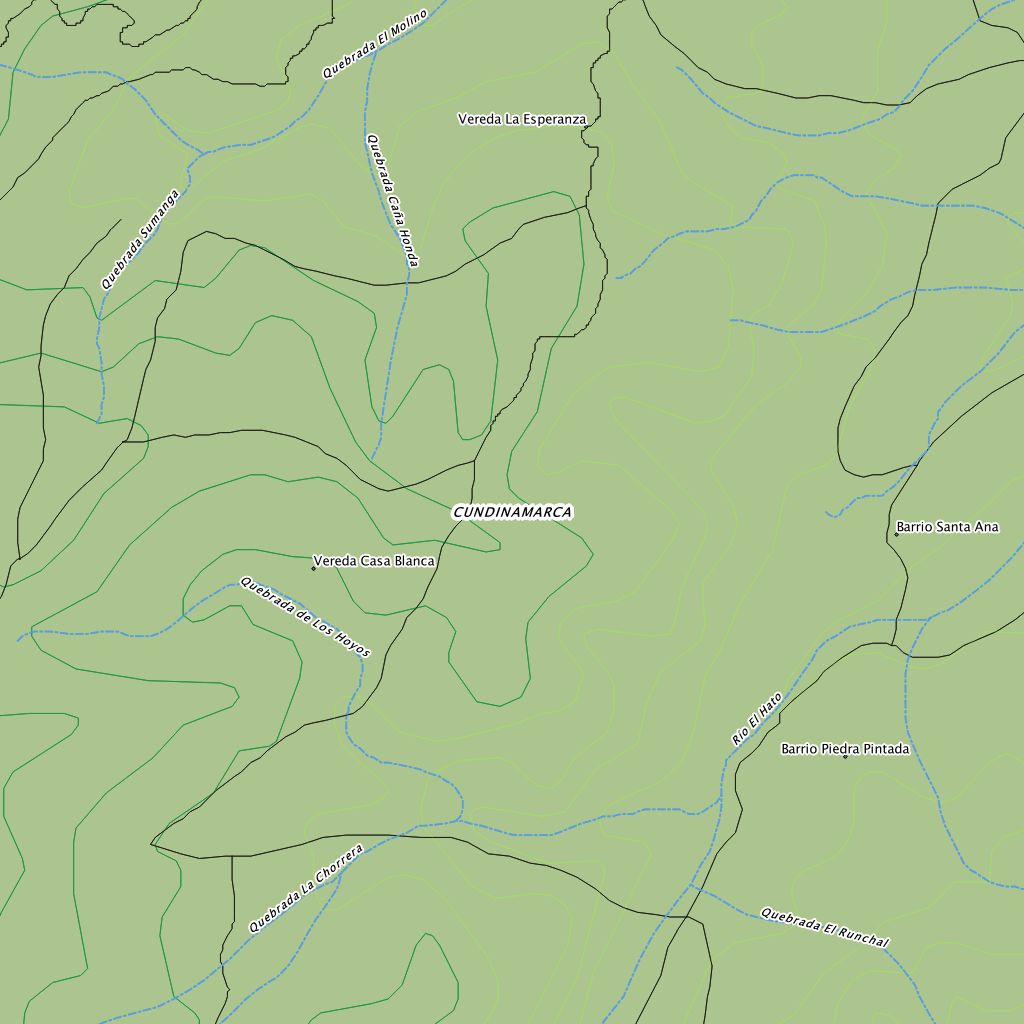 Quebrada El Molino
Vereda La Esperanza
Quebrada Caña Honda
Quebrada Sumanga
CUNDINAMARCA
Barrio Santa Ana
Vereda Casa Blanca
Quebrada de Los Hoyos
Río El Hato
Barrio Piedra Pintada
Quebrada La Chorrera
Quebrada El Runchal